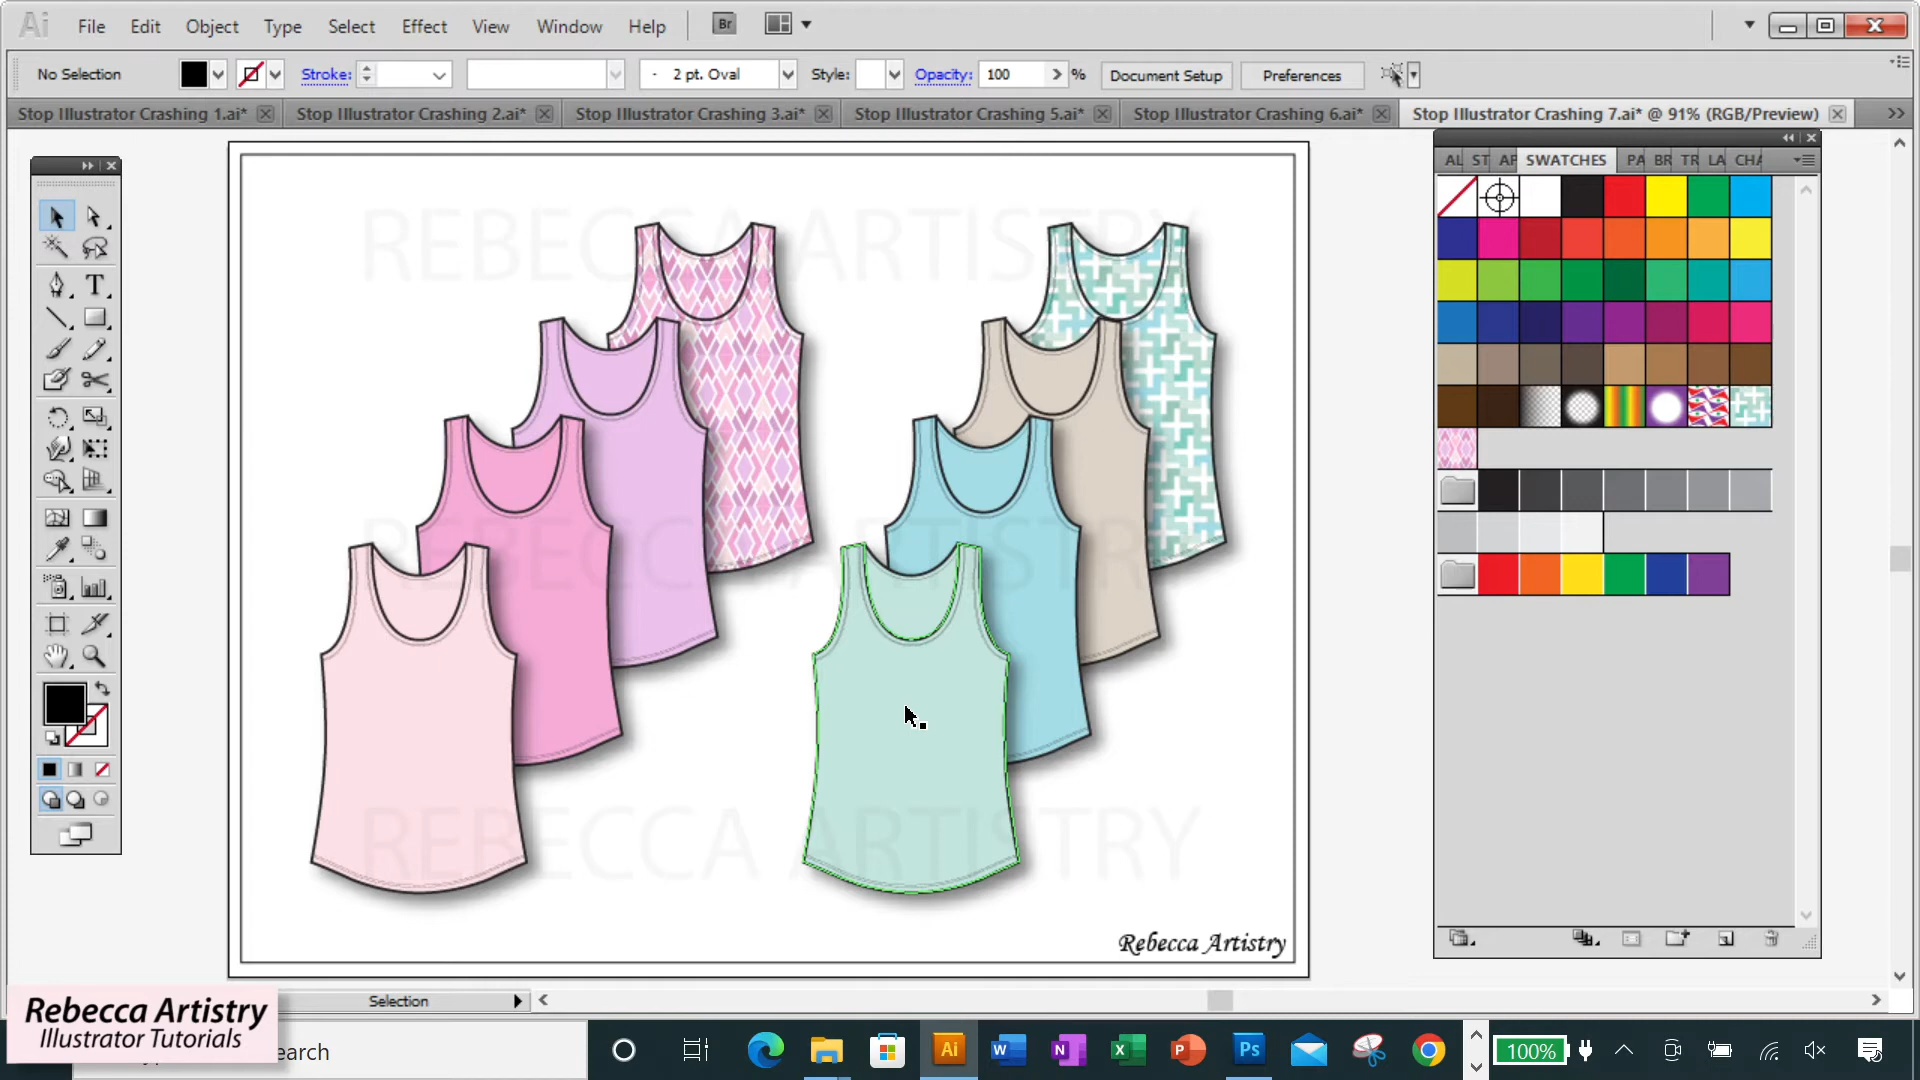 Ai File Edit Object Type Select Effect View Window Help Br
No Selection Stroke: 2 pt. Oval Style: Opacity: 100 % Document Setup Preferences
Stop Illustrator Crashing 1.ai* Stop Illustrator Crashing 2.ai* Stop Illustrator Crashing 3.ai* Stop Illustrator Crashing 5.ai* Stop Illustrator Crashing 6.ai* Stop Illustrator Crashing 7.ai* @ 91% (RGB/Preview)
AL ST AP SWATCHES PA BR TR LA CHA
REBECCA ARTISTRY
REBECCA ARTISTRY
REBECCA ARTISTRY
Rebecca Artistry
Selection
Rebecca Artistry
Illustrator Tutorials
earch
Ai W N X P Ps 100%